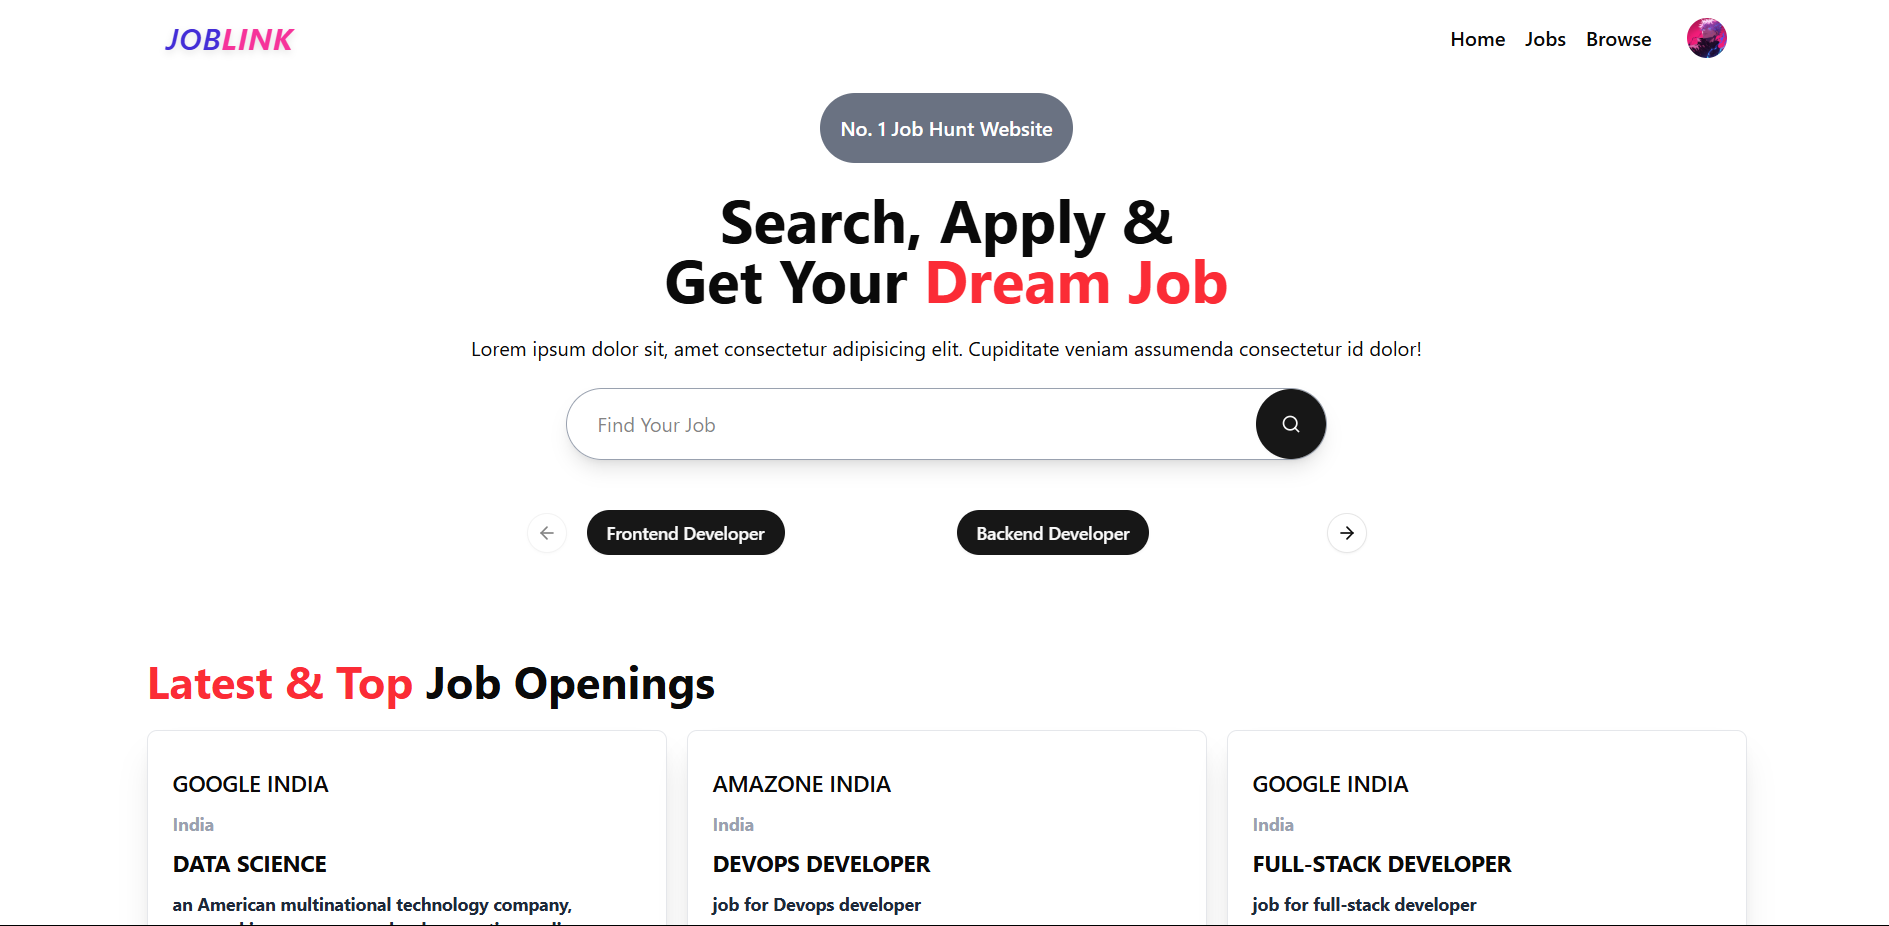 JOBLINK
Home Jobs Browse
No. 1 Job Hunt Website
Search, Apply &
Get Your Dream Job
Lorem ipsum dolor sit, amet consectetur adipisicing elit. Cupiditate veniam assumenda consectetur id dolor!
Find Your Job
Frontend Developer
Backend Developer
Latest & Top Job Openings
GOOGLE INDIA
India
DATA SCIENCE
an American multinational technology company,
AMAZONE INDIA
India
DEVOPS DEVELOPER
job for Devops developer
GOOGLE INDIA
India
FULL-STACK DEVELOPER
job for full-stack developer